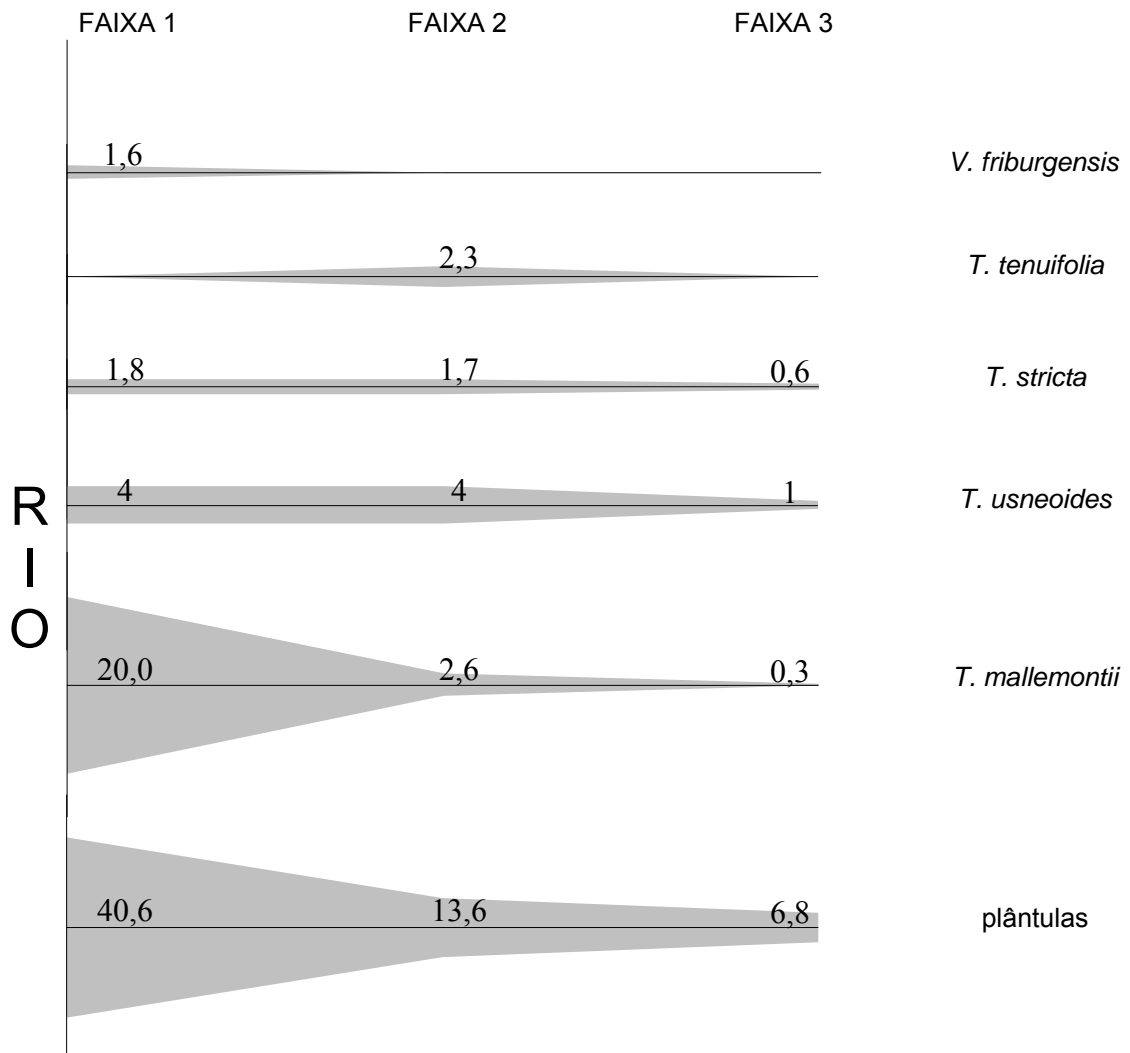 FAIXA 1 FAIXA 2 FAIXA 3
1,6 V. friburgensis
2,3 T. tenuifolia
1,8 1,7 0,6 T. stricta
4 4 1 T. usneoides
RIO
20,0 2,6 0,3 T. mallemontii
40,6 13,6 6,8 plântulas